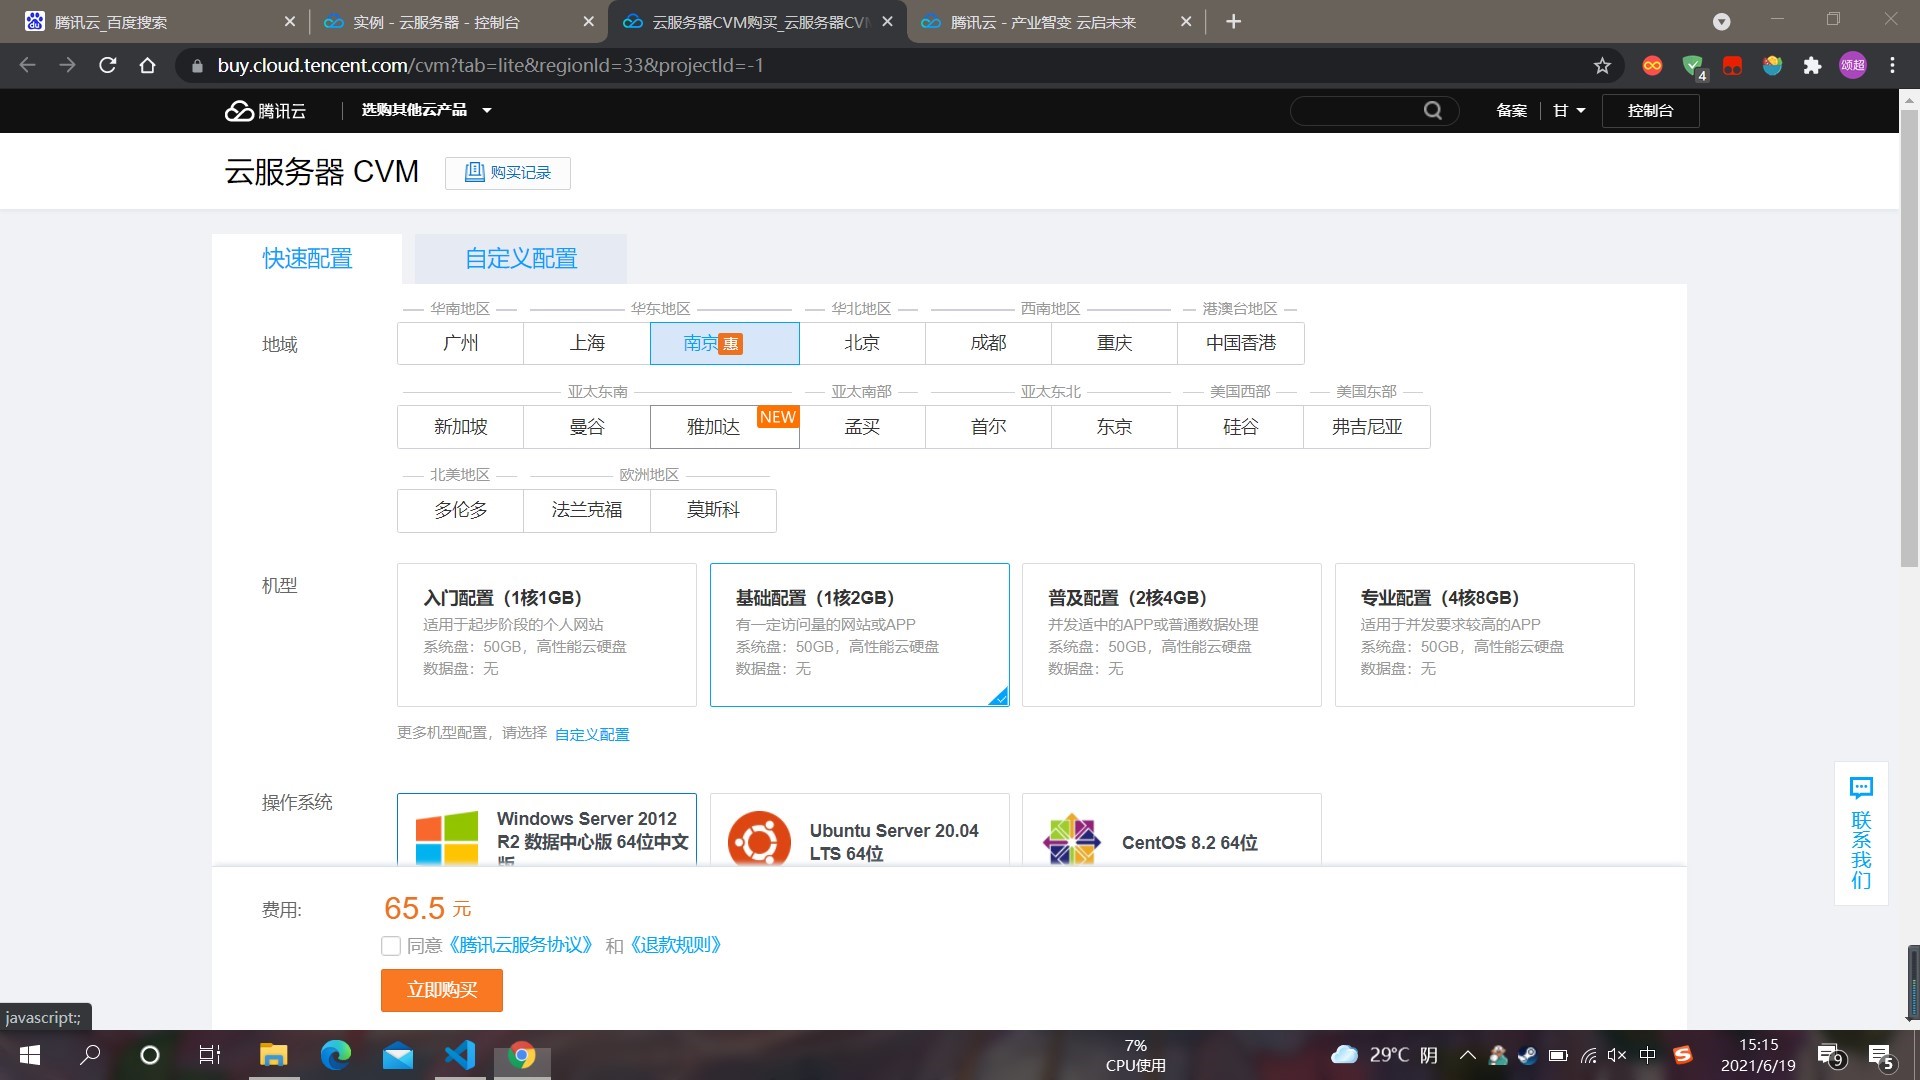 腾讯云_百度搜索
实例 - 云服务器 - 控制台
云服务器CVM购买_云服务器CVM
腾讯云 - 产业智变 云启未来
buy.cloud.tencent.com/cvm?tab=lite&regionId=33&projectId=-1
4
颂超
腾讯云
选购其他云产品
备案
甘
控制台
云服务器 CVM
购买记录
快速配置
自定义配置
华南地区
华东地区
华北地区
西南地区
港澳台地区
地域
广州
上海
南京 惠
北京
成都
重庆
中国香港
亚太东南
亚太南部
亚太东北
美国西部
美国东部
新加坡
曼谷
雅加达
NEW
孟买
首尔
东京
硅谷
弗吉尼亚
北美地区
欧洲地区
多伦多
法兰克福
莫斯科
机型
入门配置（1核1GB）
适用于起步阶段的个人网站
系统盘：50GB，高性能云硬盘
数据盘：无
基础配置（1核2GB）
有一定访问量的网站或APP
系统盘：50GB，高性能云硬盘
数据盘：无
普及配置（2核4GB）
并发适中的APP或普通数据处理
系统盘：50GB，高性能云硬盘
数据盘：无
专业配置（4核8GB）
适用于并发要求较高的APP
系统盘：50GB，高性能云硬盘
数据盘：无
更多机型配置，请选择 自定义配置
操作系统
Windows Server 2012
R2 数据中心版 64位中文
版
Ubuntu Server 20.04
LTS 64位
CentOS 8.2 64位
联系我们
费用:
65.5 元
同意《腾讯云服务协议》 和《退款规则》
立即购买
javascript:;
7%
CPU使用
29°C 阴
中
15:15
2021/6/19
9
5